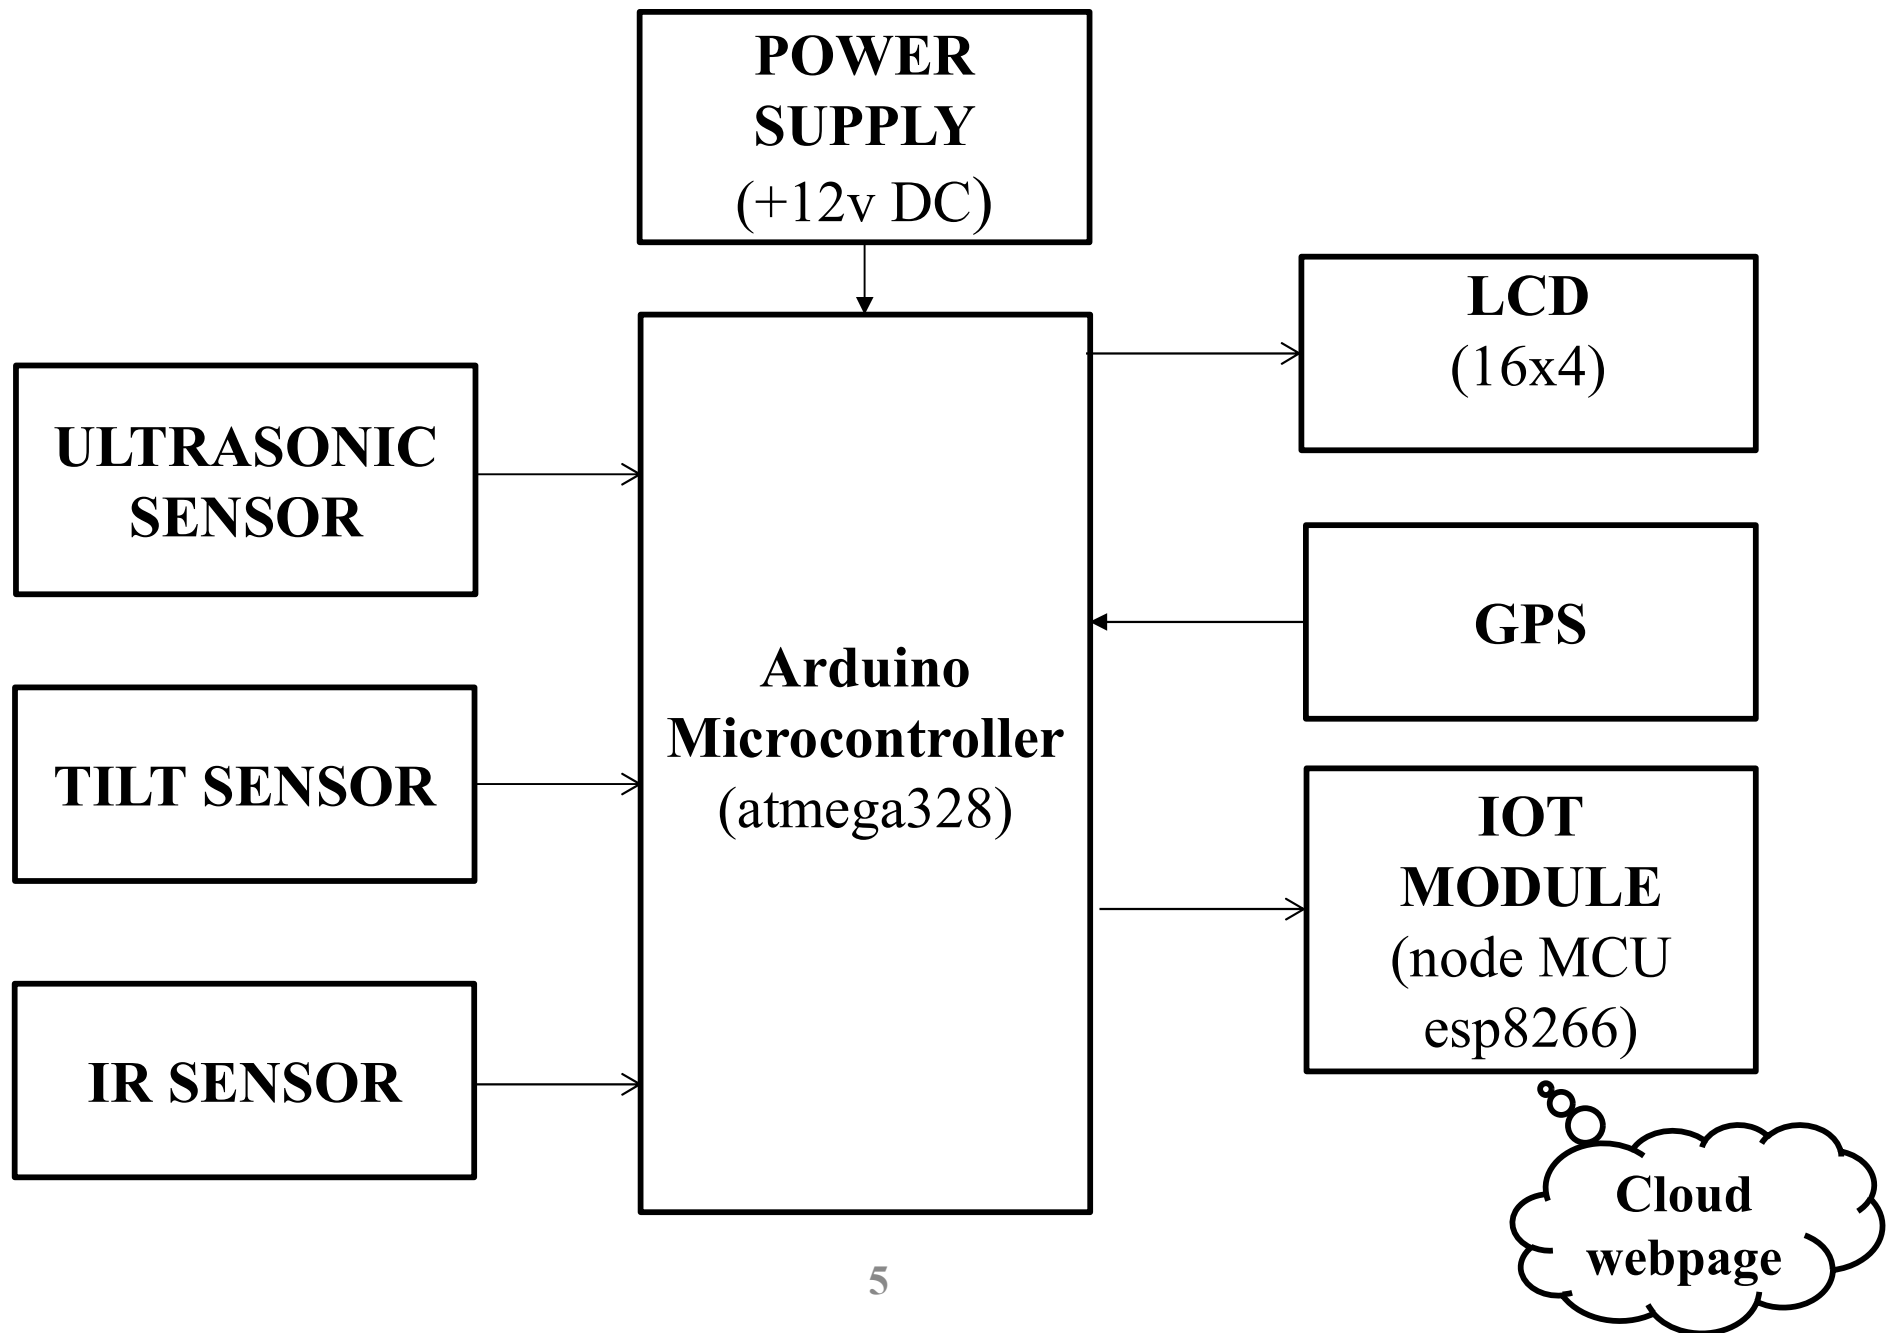 POWER
SUPPLY
(+12v DC)
LCD
(16x4)
ULTRASONIC
SENSOR
GPS
Arduino
Microcontroller
(atmega328)
TILT SENSOR
IOT
MODULE
(node MCU
esp8266)
IR SENSOR
Cloud
webpage
5